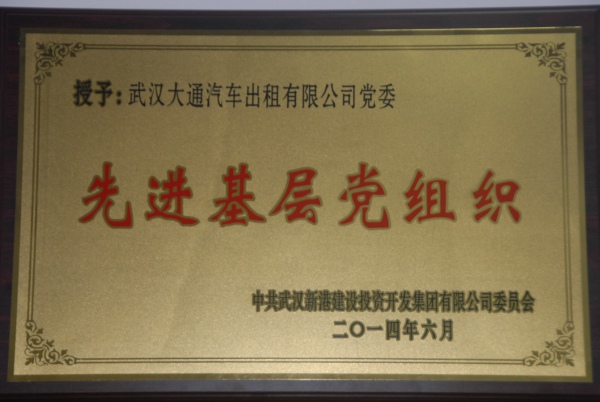 授予：武汉大通汽车出租有限公司党委
先进基层党组织
中共武汉新港建设投资开发集团有限公司委员会
二〇一四年六月